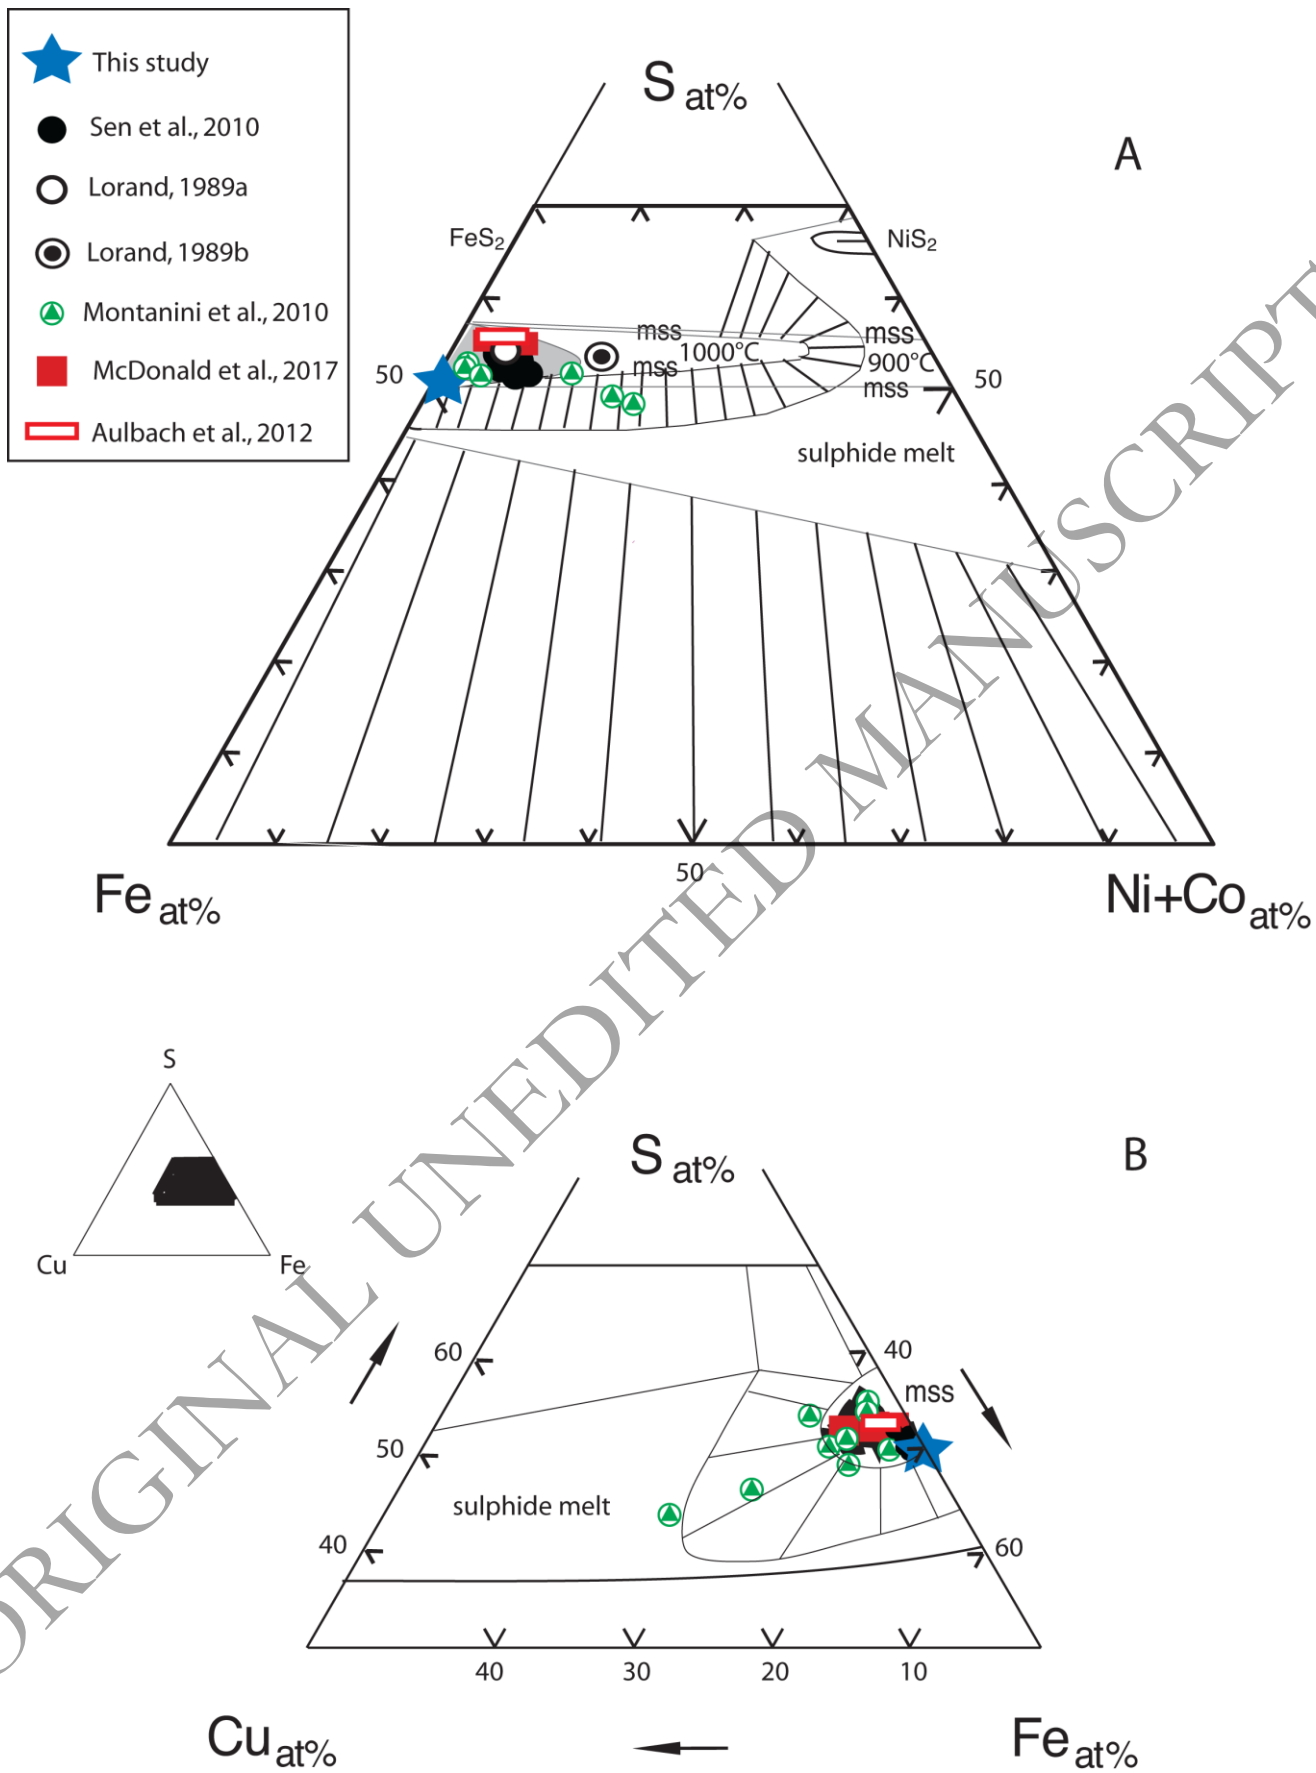 This study
Sen et al., 2010
Lorand, 1989a
Lorand, 1989b
Montanini et al., 2010
McDonald et al., 2017
Aulbach et al., 2012
S at%
A
FeS2
NiS2
mss
mss
1000°C
900°C
mss
mss
50
50
sulphide melt
50
Fe at%
Ni+Co at%
S
Cu
Fe
S at%
B
60
40
mss
50
sulphide melt
40
60
40
30
20
10
Cu at%
Fe at%
ORIGINAL UNEDITED MANUSCRIPT